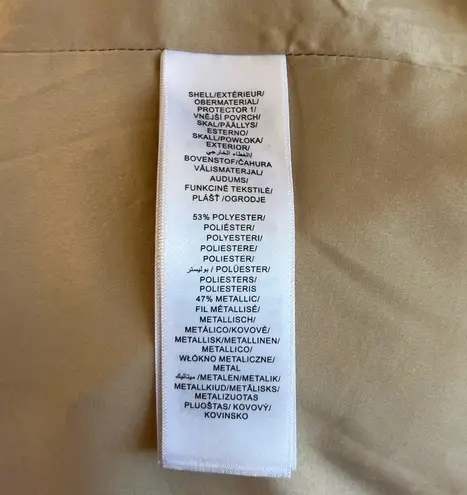 SHELL/EXTÉRIEUR/
OBERMATERIAL/
PROTECTOR 1/
VNĚJŠÍ POVRCH/
SKAL/PÄÄLLYS/
ESTERNO/
SKALL/POWŁOKA/
EXTERIOR/
الغطاء الخارجي/
BOVENSTOF/ČAHURA
VÄLISMATERJAL/
AUDUMS/
FUNKCINĖ TEKSTILĖ/
PLÁŠŤ /OGRODJE
53% POLYESTER/
POLIÉSTER/
POLYESTERI/
POLIESTERE/
POLIESTER/
بوليستر / POLÜESTER/
POLIESTERS/
POLIESTERIS
47% METALLIC/
FIL MÉTALLISÉ/
METALLISCH/
METÁLICO/KOVOVÉ/
METALLISK/METALLINEN/
METALLICO/
WŁÓKNO METALICZNE/
METAL
ميتاليك /METALEN/METALIK/
METALLKIUD/METĀLISKS/
METALIZUOTAS
PLUOŠTAS/ KOVOVÝ/
KOVINSKO